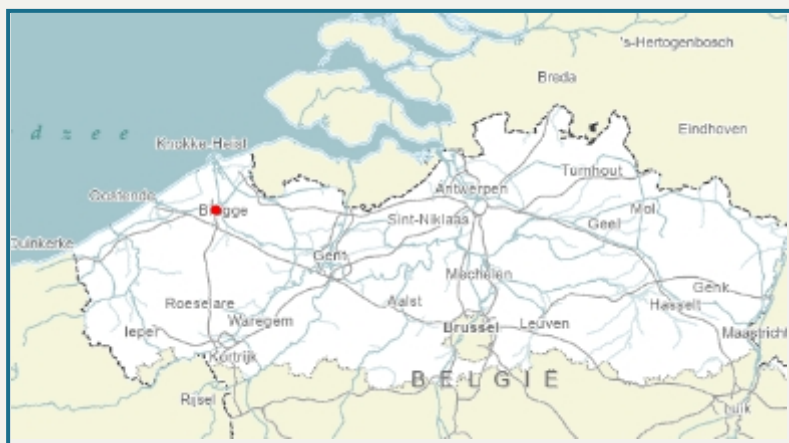 's-Hertogenbosch
Breda
d z e e
Eindhoven
Knokke-Heist
Turnhout
Antwerpen
Oostende
Brugge
Mol
Sint-Niklaas
Geel
Duinkerke
Gent
Mechelen
Genk
Roeselare
Aalst
Hasselt
Waregem
Brussel
Leuven
Ieper
Maastricht
Kortrijk
BELGIË
Rijsel
Luik